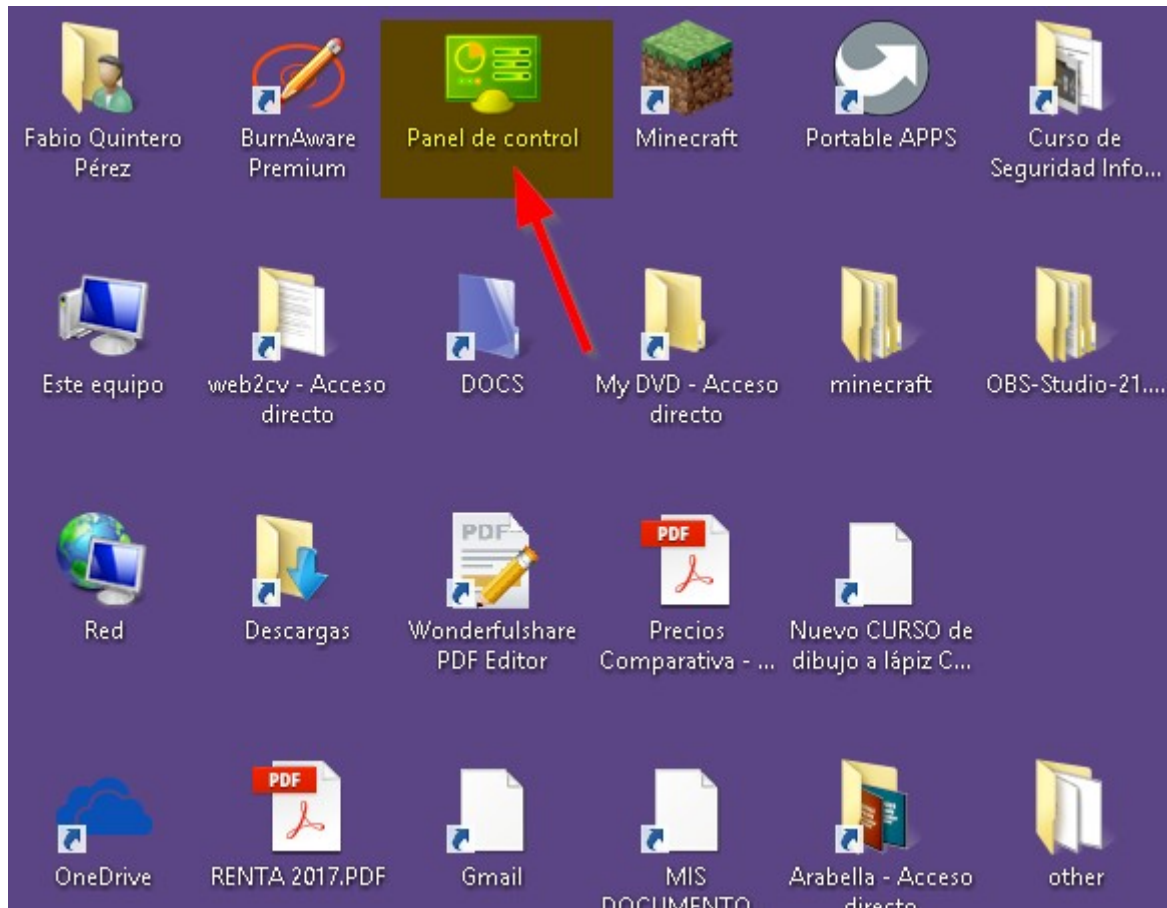 Fabio Quintero
Pérez
BurnAware
Premium
Panel de control
Minecraft
Portable APPS
Curso de
Seguridad Info...
Este equipo
web2cv - Acceso
directo
DOCS
My DVD - Acceso
directo
minecraft
OBS-Studio-21....
Red
Descargas
PDF
Wonderfulshare
PDF Editor
PDF
Precios
Comparativa - ...
Nuevo CURSO de
dibujo a lápiz C...
OneDrive
PDF
RENTA 2017.PDF
Gmail
MIS
DOCUMENTO
Arabella - Acceso
directo
other